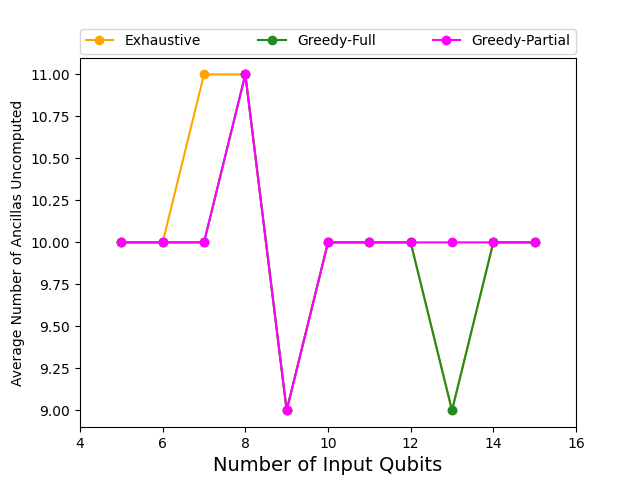 Exhaustive Greedy-Full Greedy-Partial
11.00
10.75
10.50
10.25
10.00
9.75
9.50
9.25
9.00
Average Number of Ancillas Uncomputed
4 6 8 10 12 14 16
Number of Input Qubits